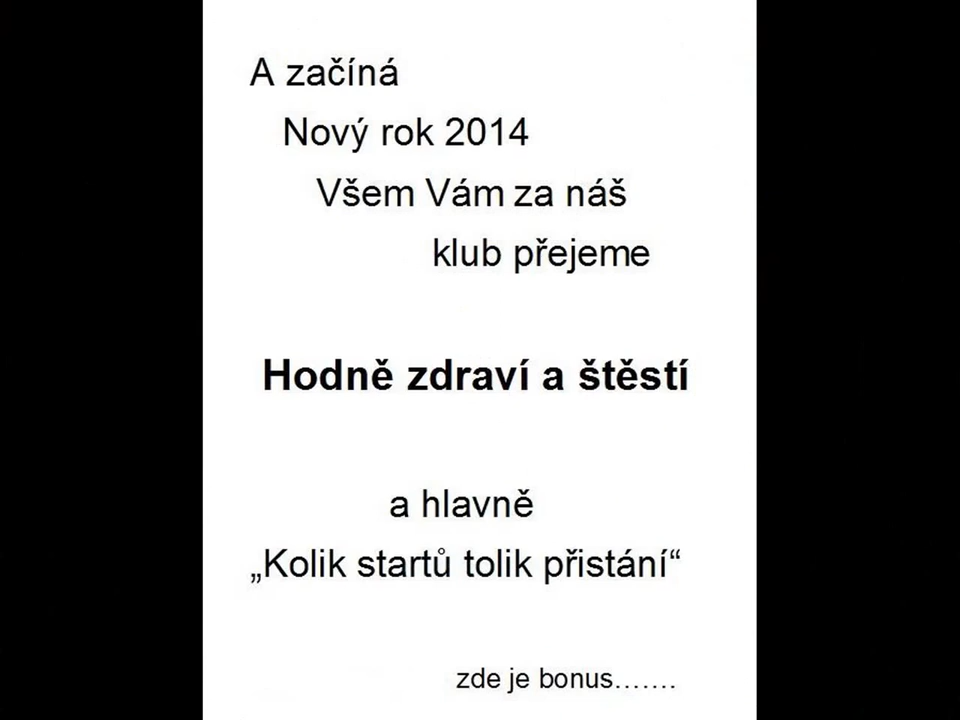 A začíná
Nový rok 2014
Všem Vám za náš
klub přejeme
Hodně zdraví a štěstí
a hlavně
„Kolik startů tolik přistání“
zde je bonus.......